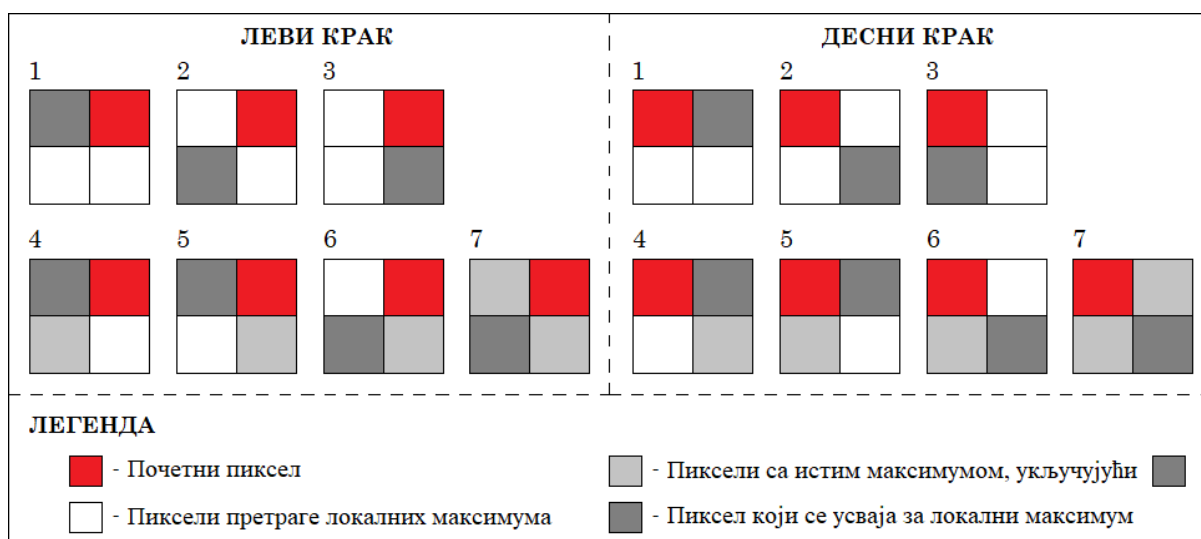 ЛЕВИ КРАК
1 2 3
4 5 6 7
ДЕСНИ КРАК
1 2 3
4 5 6 7
ЛЕГЕНДА
- Почетни пиксел
- Пиксели претраге локалних максимума
- Пиксели са истим максимумом, укључујући
- Пиксел који се усваја за локални максимум